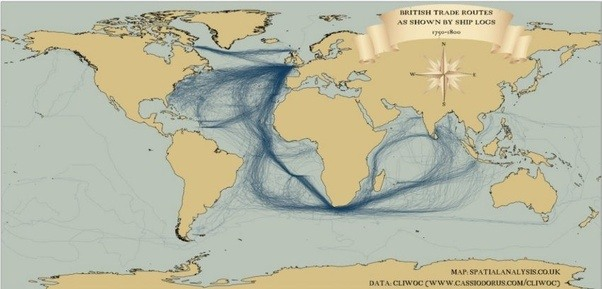 BRITISH TRADE ROUTES
AS SHOWN BY SHIP LOGS
1750-1800
N
W E
S
MAP: SPATIALANALYSIS.CO.UK
DATA: CLIWOC (WWW.CASSIODORUS.COM/CLIWOC)